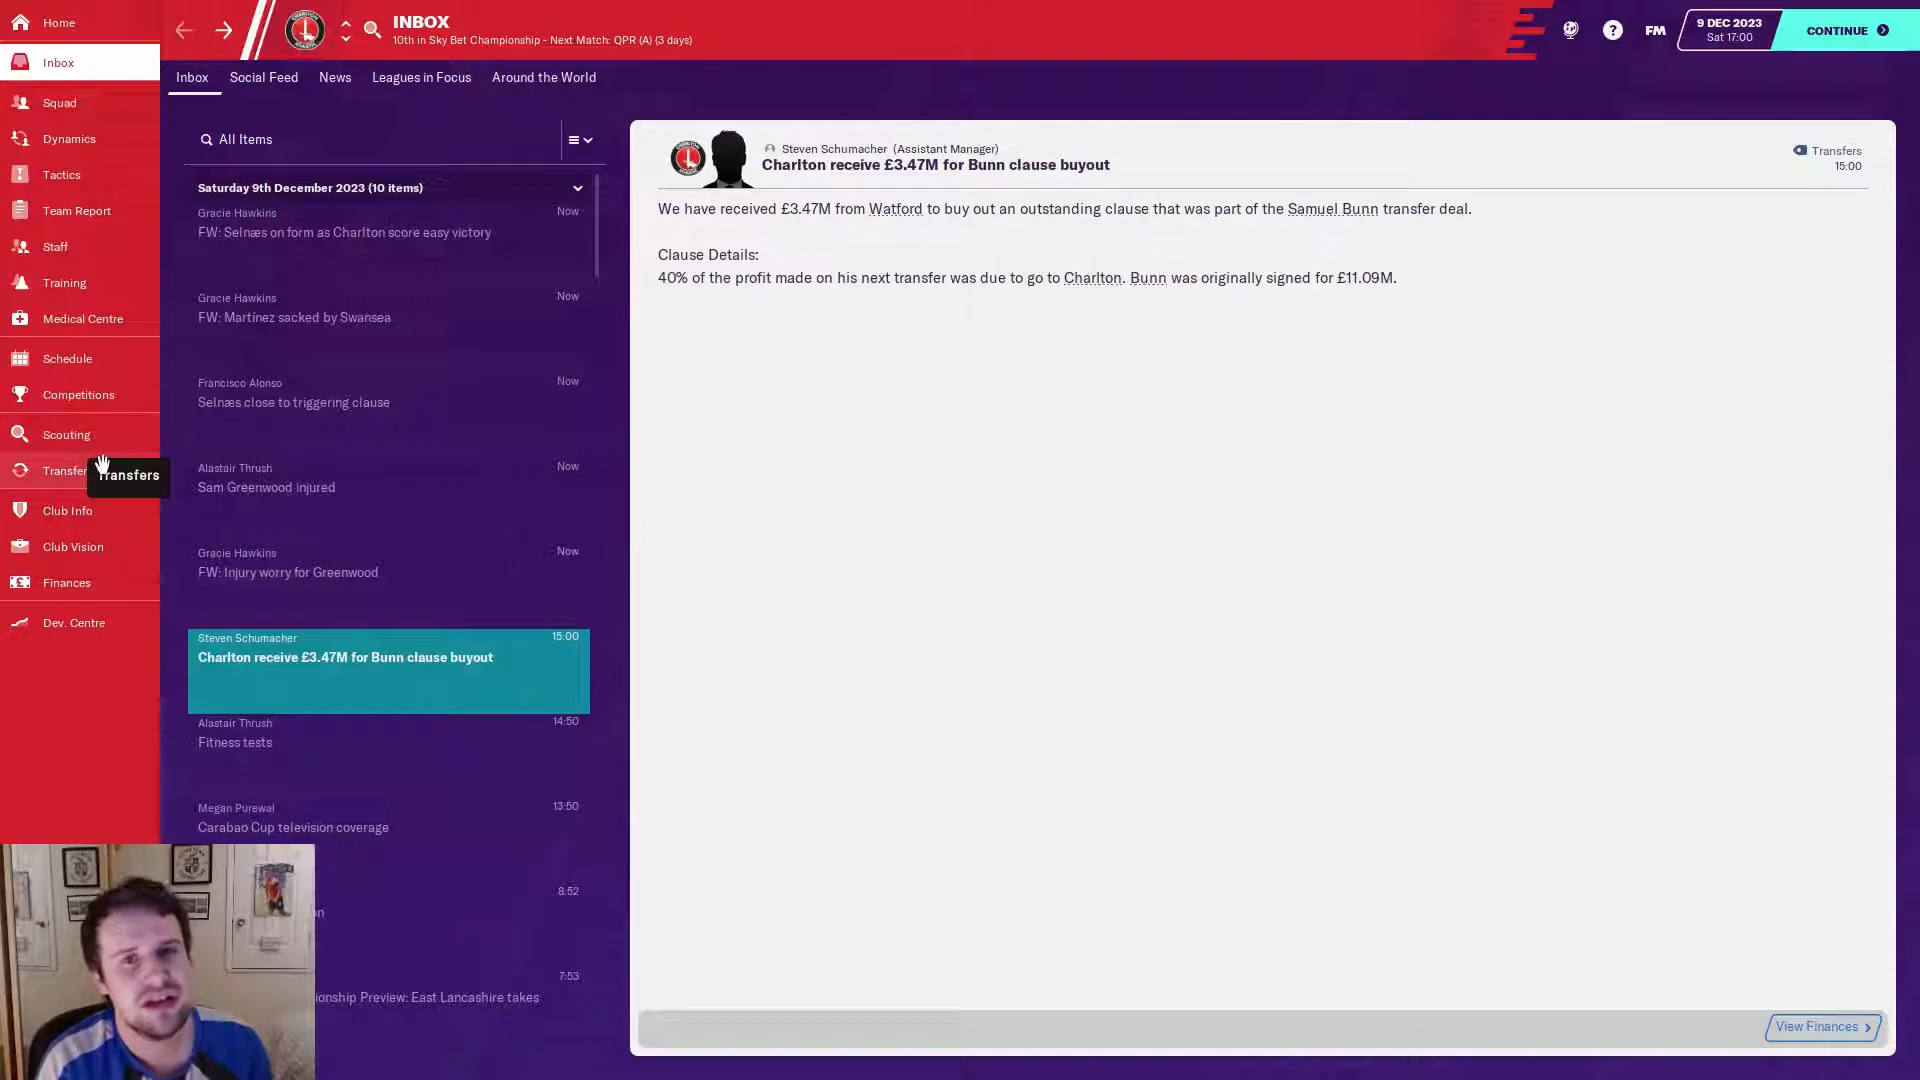 Home
Inbox
Squad
Dynamics
Tactics
Team Report
Staff
Training
Medical Centre
Schedule
Competitions
Scouting
Transfer
Transfers
Club Info
Club Vision
Finances
Dev. Centre
INBOX
10th in Sky Bet Championship - Next Match: QPR (A) (3 days)
?
FM
9 DEC 2023
Sat 17:00
CONTINUE
Inbox
Social Feed
News
Leagues in Focus
Around the World
All Items
Saturday 9th December 2023 (10 items)
Gracie Hawkins
Now
FW: Selnæs on form as Charlton score easy victory
Gracie Hawkins
Now
FW: Martínez sacked by Swansea
Francisco Alonso
Now
Selnæs close to triggering clause
Alastair Thrush
Now
Sam Greenwood injured
Gracie Hawkins
Now
FW: Injury worry for Greenwood
Steven Schumacher
15:00
Charlton receive £3.47M for Bunn clause buyout
Alastair Thrush
14:50
Fitness tests
Megan Purewal
13:50
Carabao Cup television coverage
8:52
on
7:53
ionship Preview: East Lancashire takes
Steven Schumacher (Assistant Manager)
Charlton receive £3.47M for Bunn clause buyout
Transfers
15:00
We have received £3.47M from Watford to buy out an outstanding clause that was part of the Samuel Bunn transfer deal.
Clause Details:
40% of the profit made on his next transfer was due to go to Charlton. Bunn was originally signed for £11.09M.
View Finances